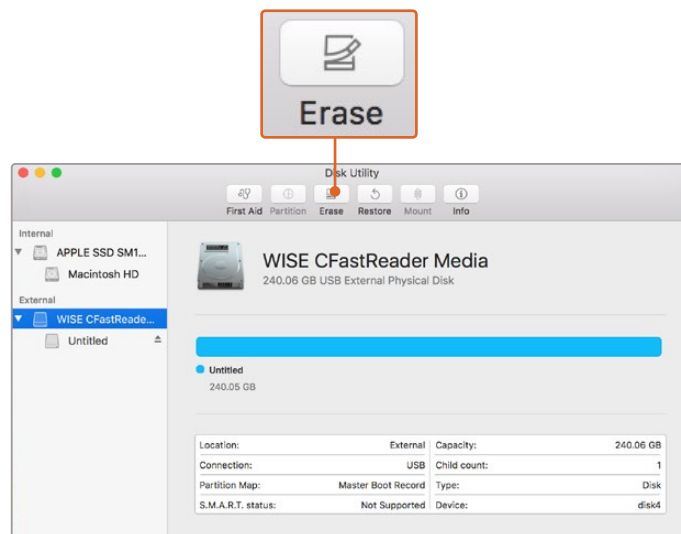 Erase
Disk Utility
First Aid Partition Erase Restore Mount Info
Internal
APPLE SSD SM1...
Macintosh HD
External
WISE CFastReade...
Untitled
WISE CFastReader Media
240.06 GB USB External Physical Disk
Untitled
240.05 GB
Location: External Capacity: 240.06 GB
Connection: USB Child count: 1
Partition Map: Master Boot Record Type: Disk
S.M.A.R.T. status: Not Supported Device: disk4